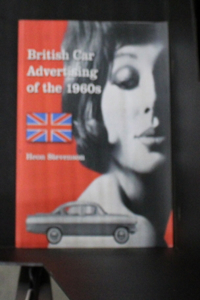 British Car
Advertising
of the 1960s
Heon Stevenson